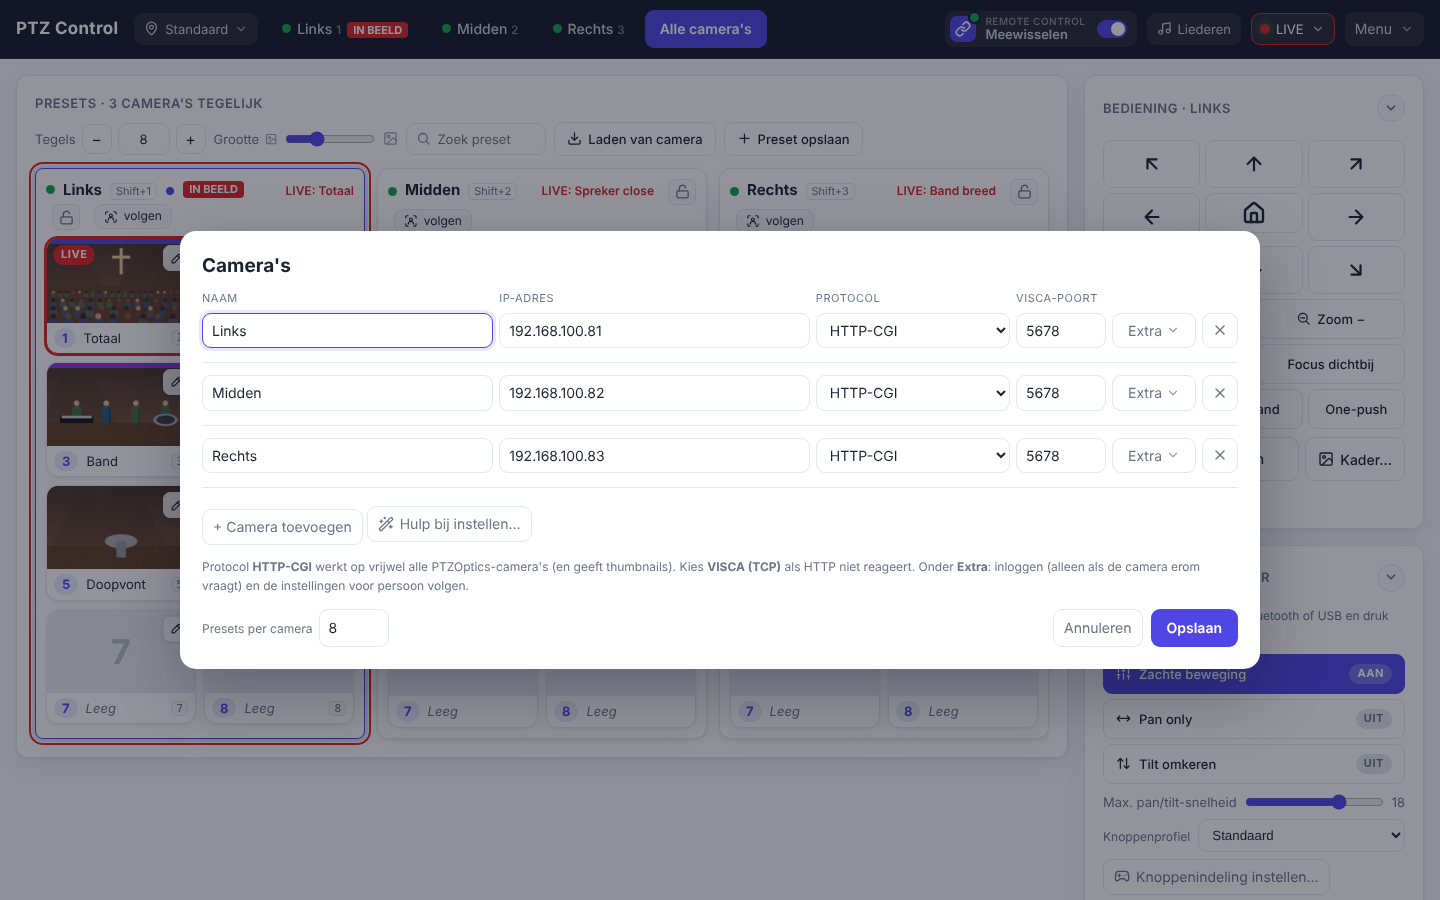 PTZ Control
Standaard
Links 1 IN BEELD
Midden 2
Rechts 3
Alle camera's
REMOTE CONTROL
Meewisselen
Liederen
LIVE
Menu
PRESETS · 3 CAMERA'S TEGELIJK
Tegels − 8 + Grootte
Zoek preset
Laden van camera
+ Preset opslaan
Links Shift+1 IN BEELD LIVE: Totaal
volgen
Midden Shift+2 LIVE: Spreker close
volgen
Rechts Shift+3 LIVE: Band breed
volgen
LIVE
1 Totaal
3 Band
5 Doopvont
7
7 Leeg 7
8 Leeg 8
7 Leeg
8 Leeg
7 Leeg
8 Leeg
Camera's
NAAM IP-ADRES PROTOCOL VISCA-POORT
Links 192.168.100.81 HTTP-CGI 5678 Extra
Midden 192.168.100.82 HTTP-CGI 5678 Extra
Rechts 192.168.100.83 HTTP-CGI 5678 Extra
+ Camera toevoegen
Hulp bij instellen...
Protocol HTTP-CGI werkt op vrijwel alle PTZOptics-camera's (en geeft thumbnails). Kies VISCA (TCP) als HTTP niet reageert. Onder Extra: inloggen (alleen als de camera erom
vraagt) en de instellingen voor persoon volgen.
Presets per camera 8
Annuleren
Opslaan
BEDIENING · LINKS
Zoom −
Focus dichtbij
One-push
Kader...
or USB en druk
Zachte beweging AAN
Pan only UIT
Tilt omkeren UIT
Max. pan/tilt-snelheid 18
Knoppenprofiel Standaard
Knoppenindeling instellen...